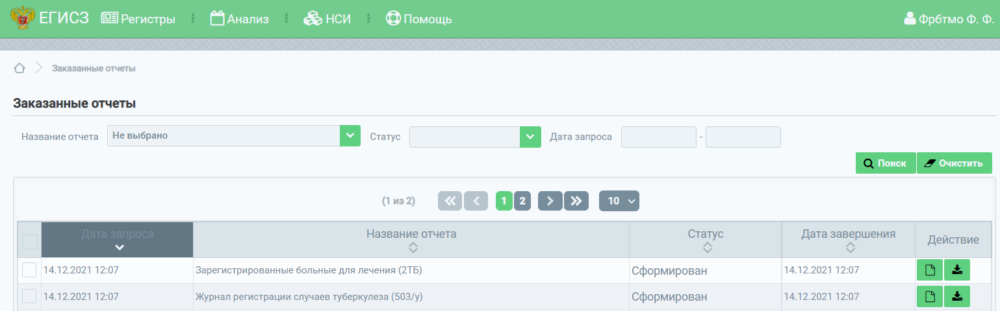 ЕГИСЗ Регистры Анализ НСИ Помощь Фрбтмо Ф. Ф.
Заказанные отчеты
Заказанные отчеты
Название отчета Не выбрано Статус Дата запроса -
Поиск Очистить
(1 из 2) 1 2 10
Дата запроса Название отчета Статус Дата завершения Действие
14.12.2021 12:07 Зарегистрированные больные для лечения (2ТБ) Сформирован 14.12.2021 12:07
14.12.2021 12:07 Журнал регистрации случаев туберкулеза (503/у) Сформирован 14.12.2021 12:07